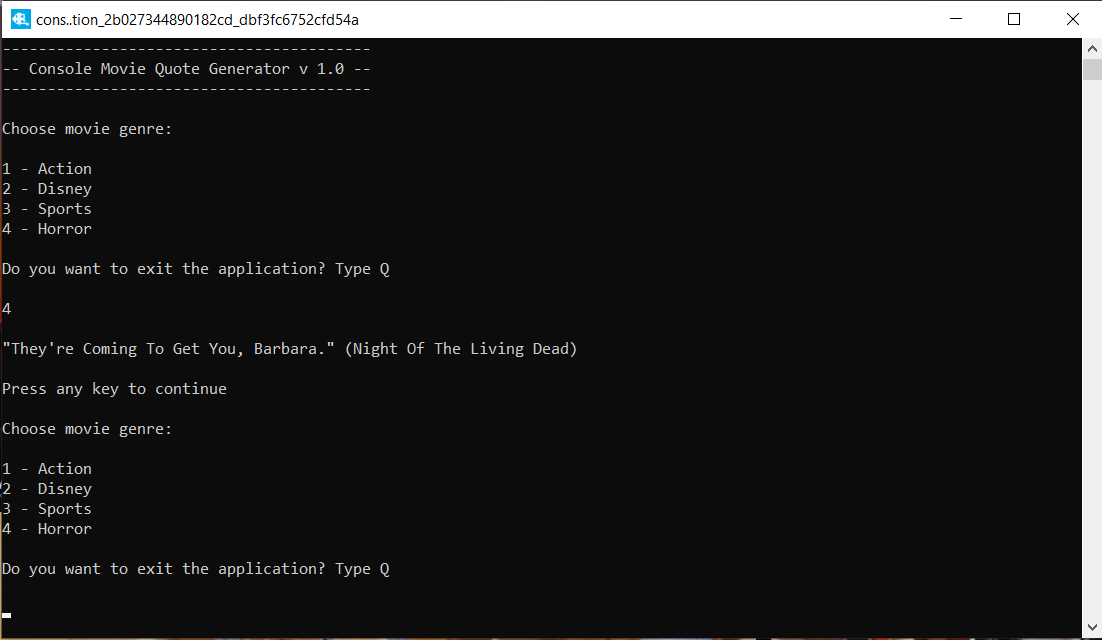 cons..tion_2b027344890182cd_dbf3fc6752cfd54a
-----------------------------------------
-- Console Movie Quote Generator v 1.0 --
-----------------------------------------
Choose movie genre:
1 - Action
2 - Disney
3 - Sports
4 - Horror
Do you want to exit the application? Type Q
4
"They're Coming To Get You, Barbara." (Night Of The Living Dead)
Press any key to continue
Choose movie genre:
1 - Action
2 - Disney
3 - Sports
4 - Horror
Do you want to exit the application? Type Q